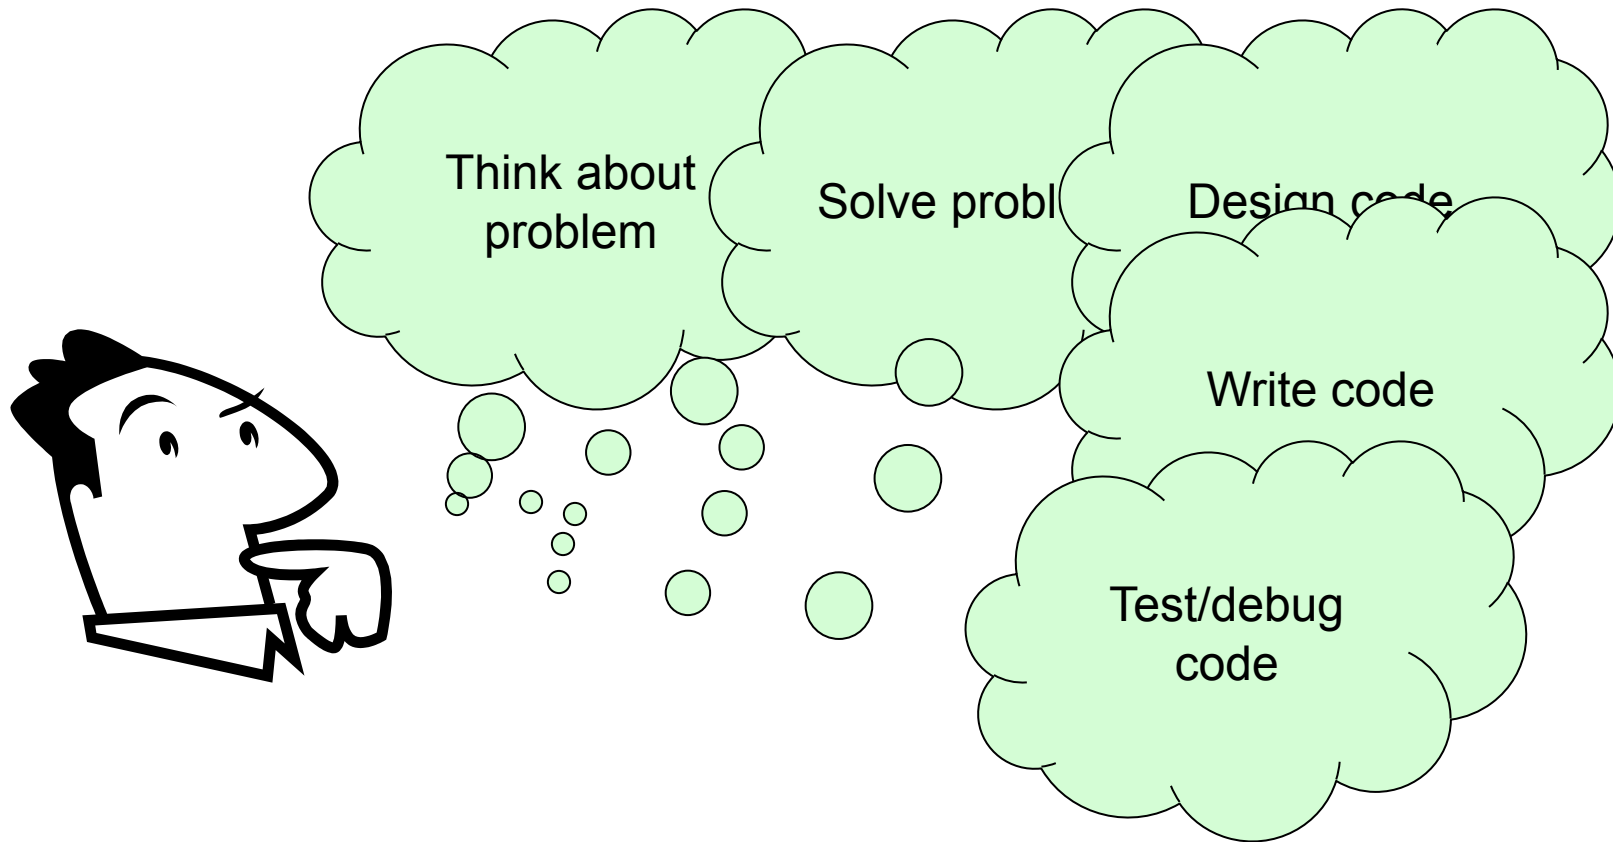 Think about
problem
Solve probl
Design code
Write code
Test/debug
code